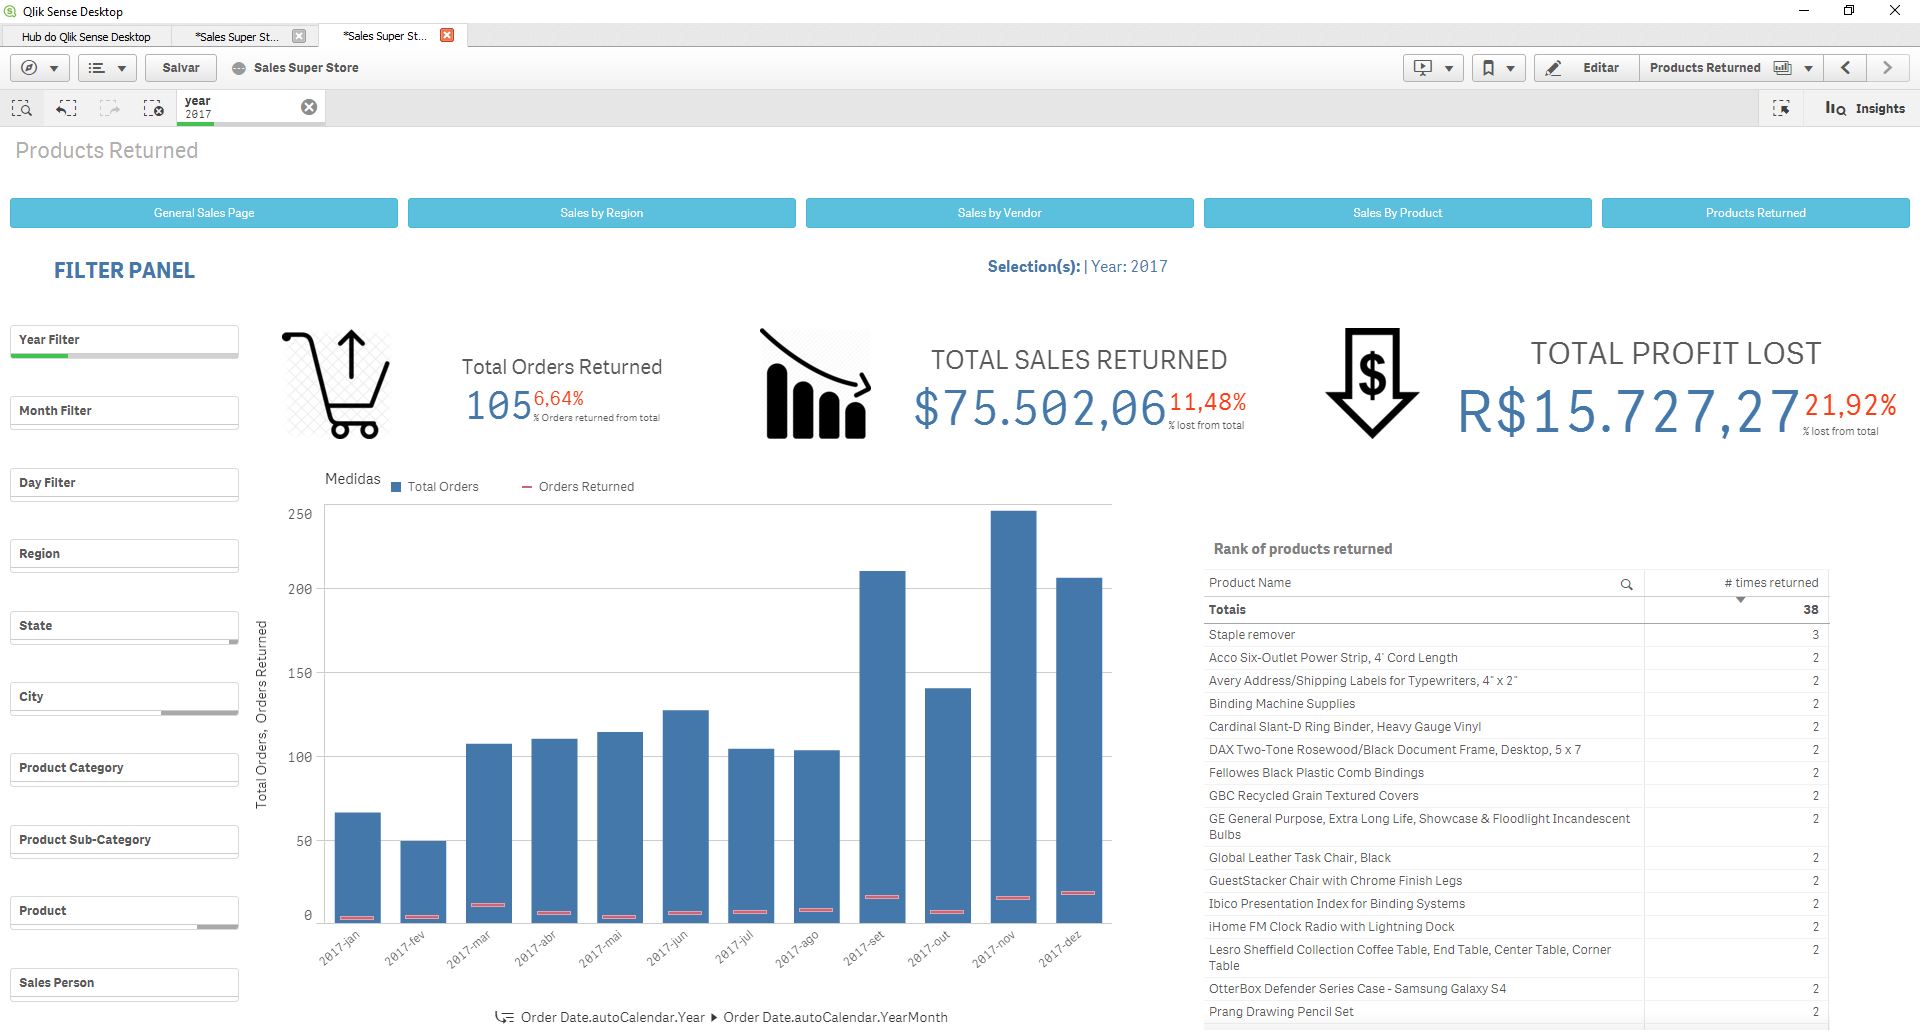 Qlik Sense Desktop
Hub do Qlik Sense Desktop
*Sales Super St...
*Sales Super St...
Salvar
Sales Super Store
Editar
Products Returned
year
2017
Insights
Products Returned
General Sales Page
Sales by Region
Sales by Vendor
Sales By Product
Products Returned
FILTER PANEL
Selection(s): | Year: 2017
Year Filter
Month Filter
Day Filter
Region
State
City
Product Category
Product Sub-Category
Product
Sales Person
Total Orders Returned
105 6,64%
% Orders returned from total
TOTAL SALES RETURNED
$75.502,06 11,48%
% lost from total
$
TOTAL PROFIT LOST
R$15.727,27 21,92%
% lost from total
Medidas
Total Orders
Orders Returned
Total Orders, Orders Returned
250
200
150
100
50
0
2017-jan
2017-fev
2017-mar
2017-abr
2017-mai
2017-jun
2017-jul
2017-ago
2017-set
2017-out
2017-nov
2017-dez
Order Date.autoCalendar.Year
Order Date.autoCalendar.YearMonth
Rank of products returned
Product Name # times returned
Totais 38
Staple remover 3
Acco Six-Outlet Power Strip, 4' Cord Length 2
Avery Address/Shipping Labels for Typewriters, 4" x 2" 2
Binding Machine Supplies 2
Cardinal Slant-D Ring Binder, Heavy Gauge Vinyl 2
DAX Two-Tone Rosewood/Black Document Frame, Desktop, 5 x 7 2
Fellowes Black Plastic Comb Bindings 2
GBC Recycled Grain Textured Covers 2
GE General Purpose, Extra Long Life, Showcase & Floodlight Incandescent 2
Bulbs
Global Leather Task Chair, Black 2
GuestStacker Chair with Chrome Finish Legs 2
Ibico Presentation Index for Binding Systems 2
iHome FM Clock Radio with Lightning Dock 2
Lesro Sheffield Collection Coffee Table, End Table, Center Table, Corner 2
Table
OtterBox Defender Series Case - Samsung Galaxy S4 2
Prang Drawing Pencil Set 2